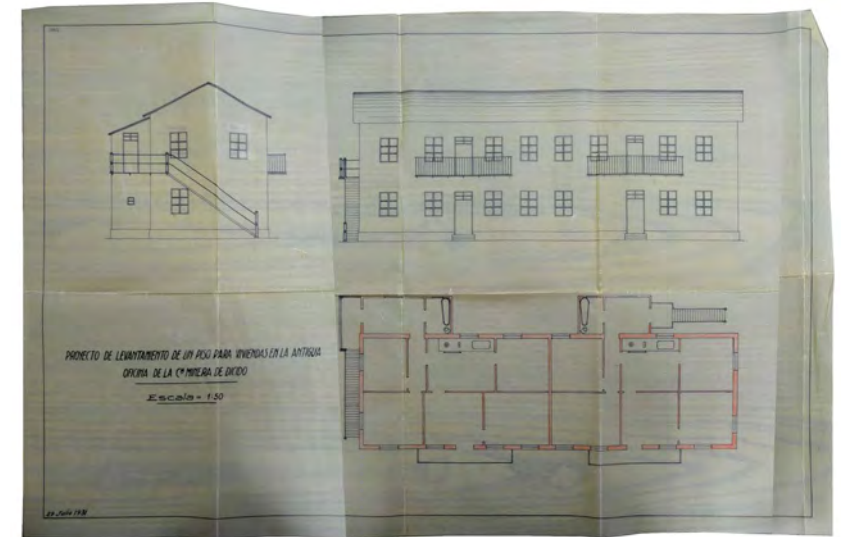 PROYECTO DE LEVANTAMIENTO DE UN PISO PARA VIVIENDAS EN LA ANTIGUA
OFICINA DE LA Cª MINERA DE DICIDO
Escala = 1:50
Julio